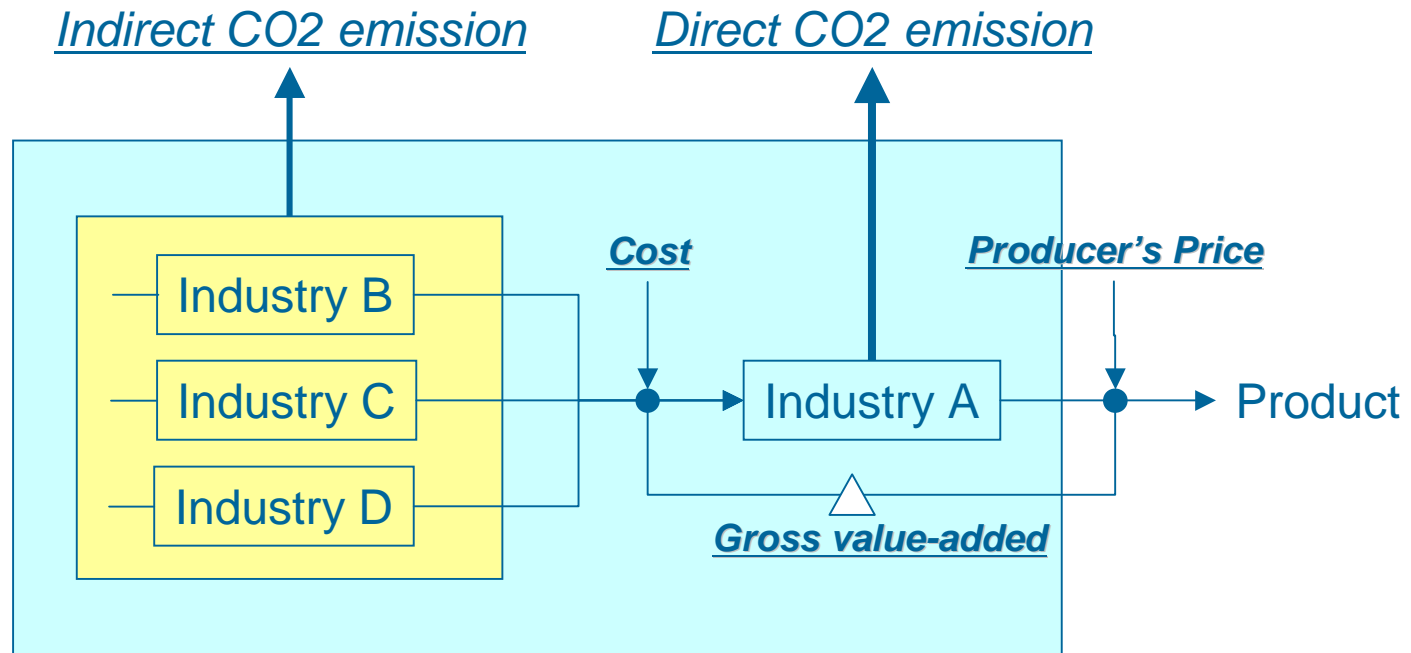 Indirect CO2 emission
Direct CO2 emission
Cost
Producer’s Price
Industry B
Industry C
Industry A
Product
Industry D
Gross value-added